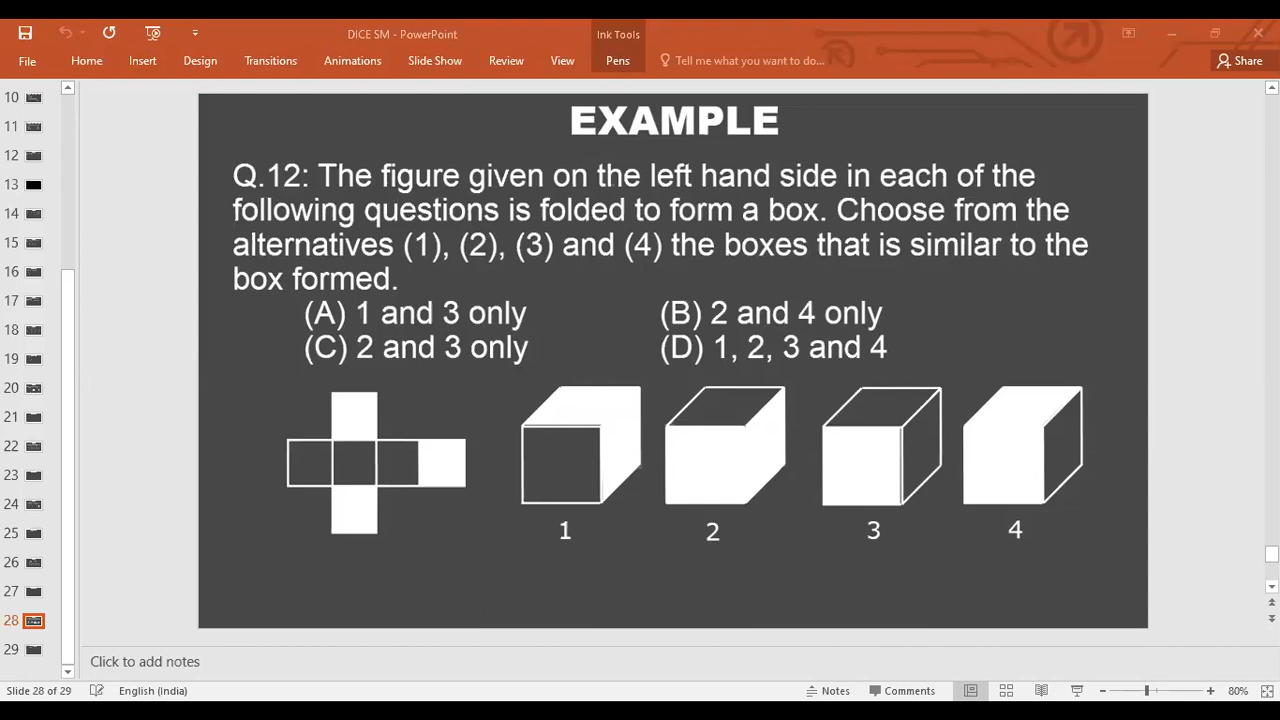 DICE SM - PowerPoint
Ink Tools
File Home Insert Design Transitions Animations Slide Show Review View Pens Tell me what you want to do... Share
10
11
12
13
14
15
16
17
18
19
20
21
22
23
24
25
26
27
28
29
EXAMPLE
Q.12: The figure given on the left hand side in each of the
following questions is folded to form a box. Choose from the
alternatives (1), (2), (3) and (4) the boxes that is similar to the
box formed.
(A) 1 and 3 only (B) 2 and 4 only
(C) 2 and 3 only (D) 1, 2, 3 and 4
1 2 3 4
Click to add notes
Slide 28 of 29 English (India) Notes Comments 80%